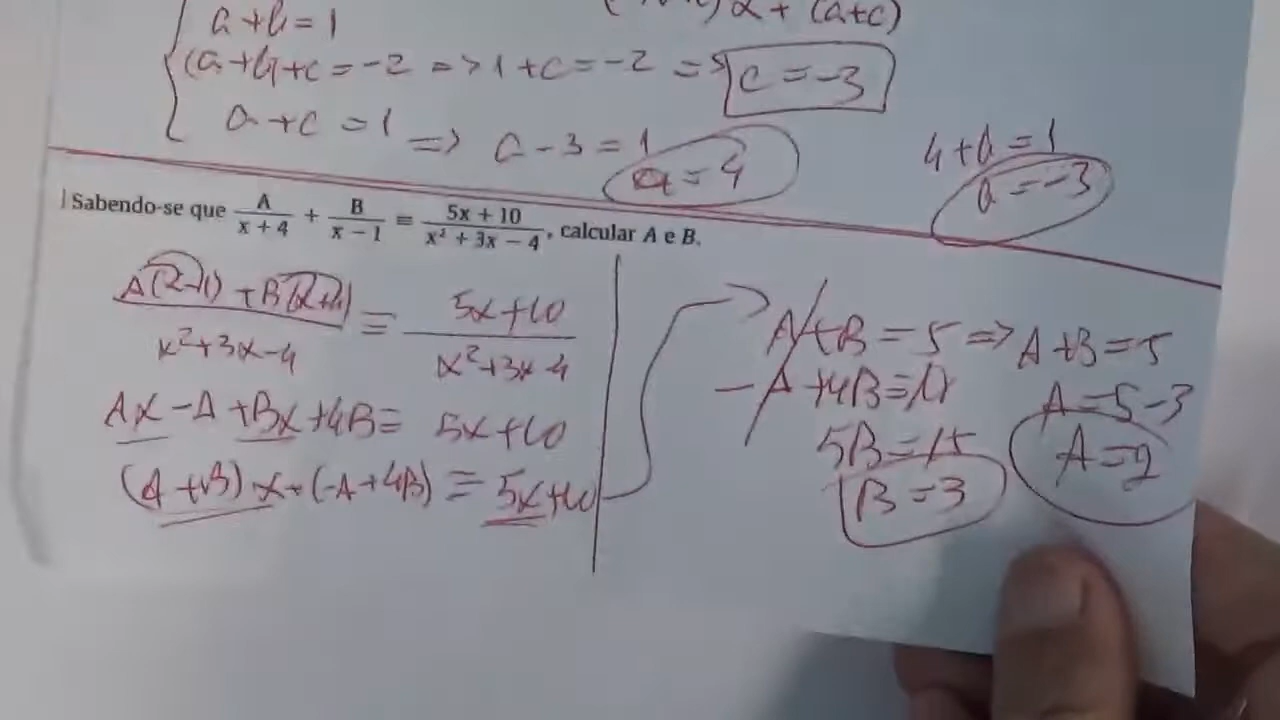 a+b=1
(a+b)+c=-2 => 1+c=-2 => c=-3
a+c=1 => a-3=1
a=4
x + (a+c)
4+b=1
b=-3
Sabendo-se que A/(x + 4) + B/(x − 1) ≡ (5x + 10)/(x² + 3x − 4), calcular A e B.
A(x-1) + B(x+4) / x²+3x-4 ≡ 5x+10 / x²+3x-4
Ax - A + Bx + 4B = 5x+10
(A+B)x + (-A+4B) ≡ 5x+10
A+B=5 => A+B=5
-A+4B=10
A=5-3
5B=15
A=2
B=3